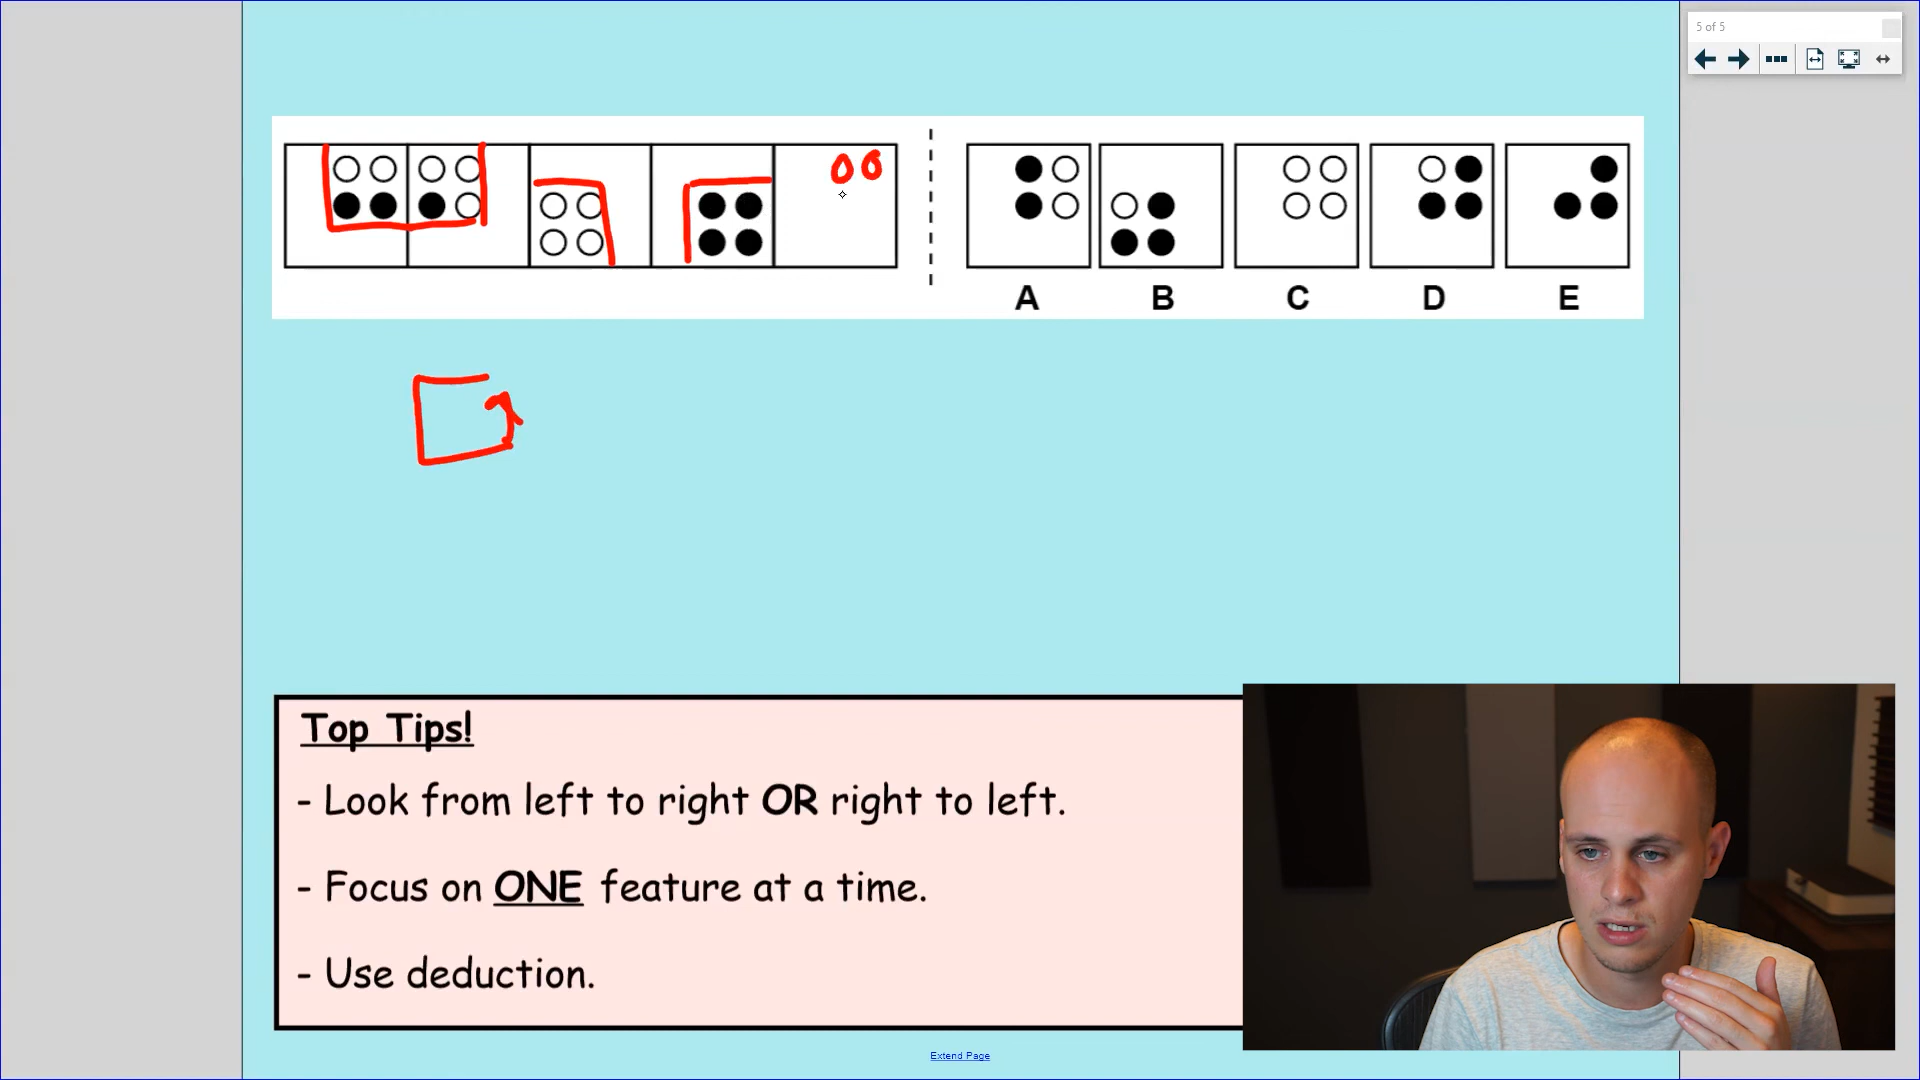 5 of 5
A B C D E
Top Tips!
- Look from left to right OR right to left.
- Focus on ONE feature at a time.
- Use deduction.
Extend Page